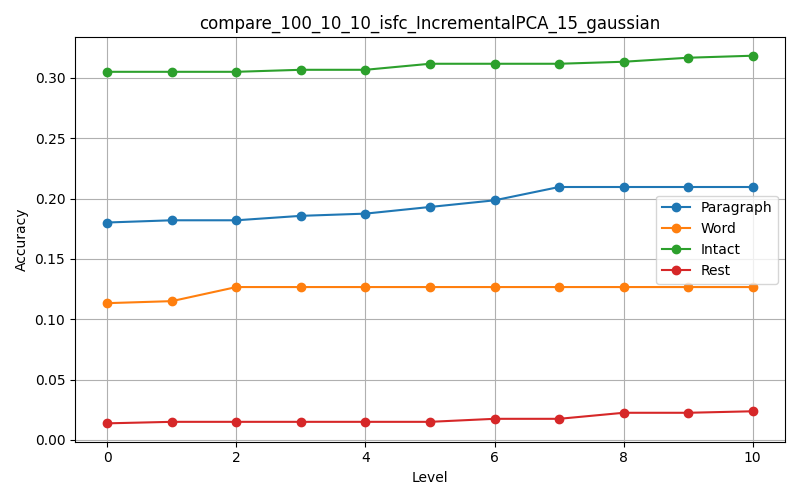 compare_100_10_10_isfc_IncrementalPCA_15_gaussian
Accuracy
0.30
0.25
0.20
0.15
0.10
0.05
0.00
Paragraph
Word
Intact
Rest
0 2 4 6 8 10
Level